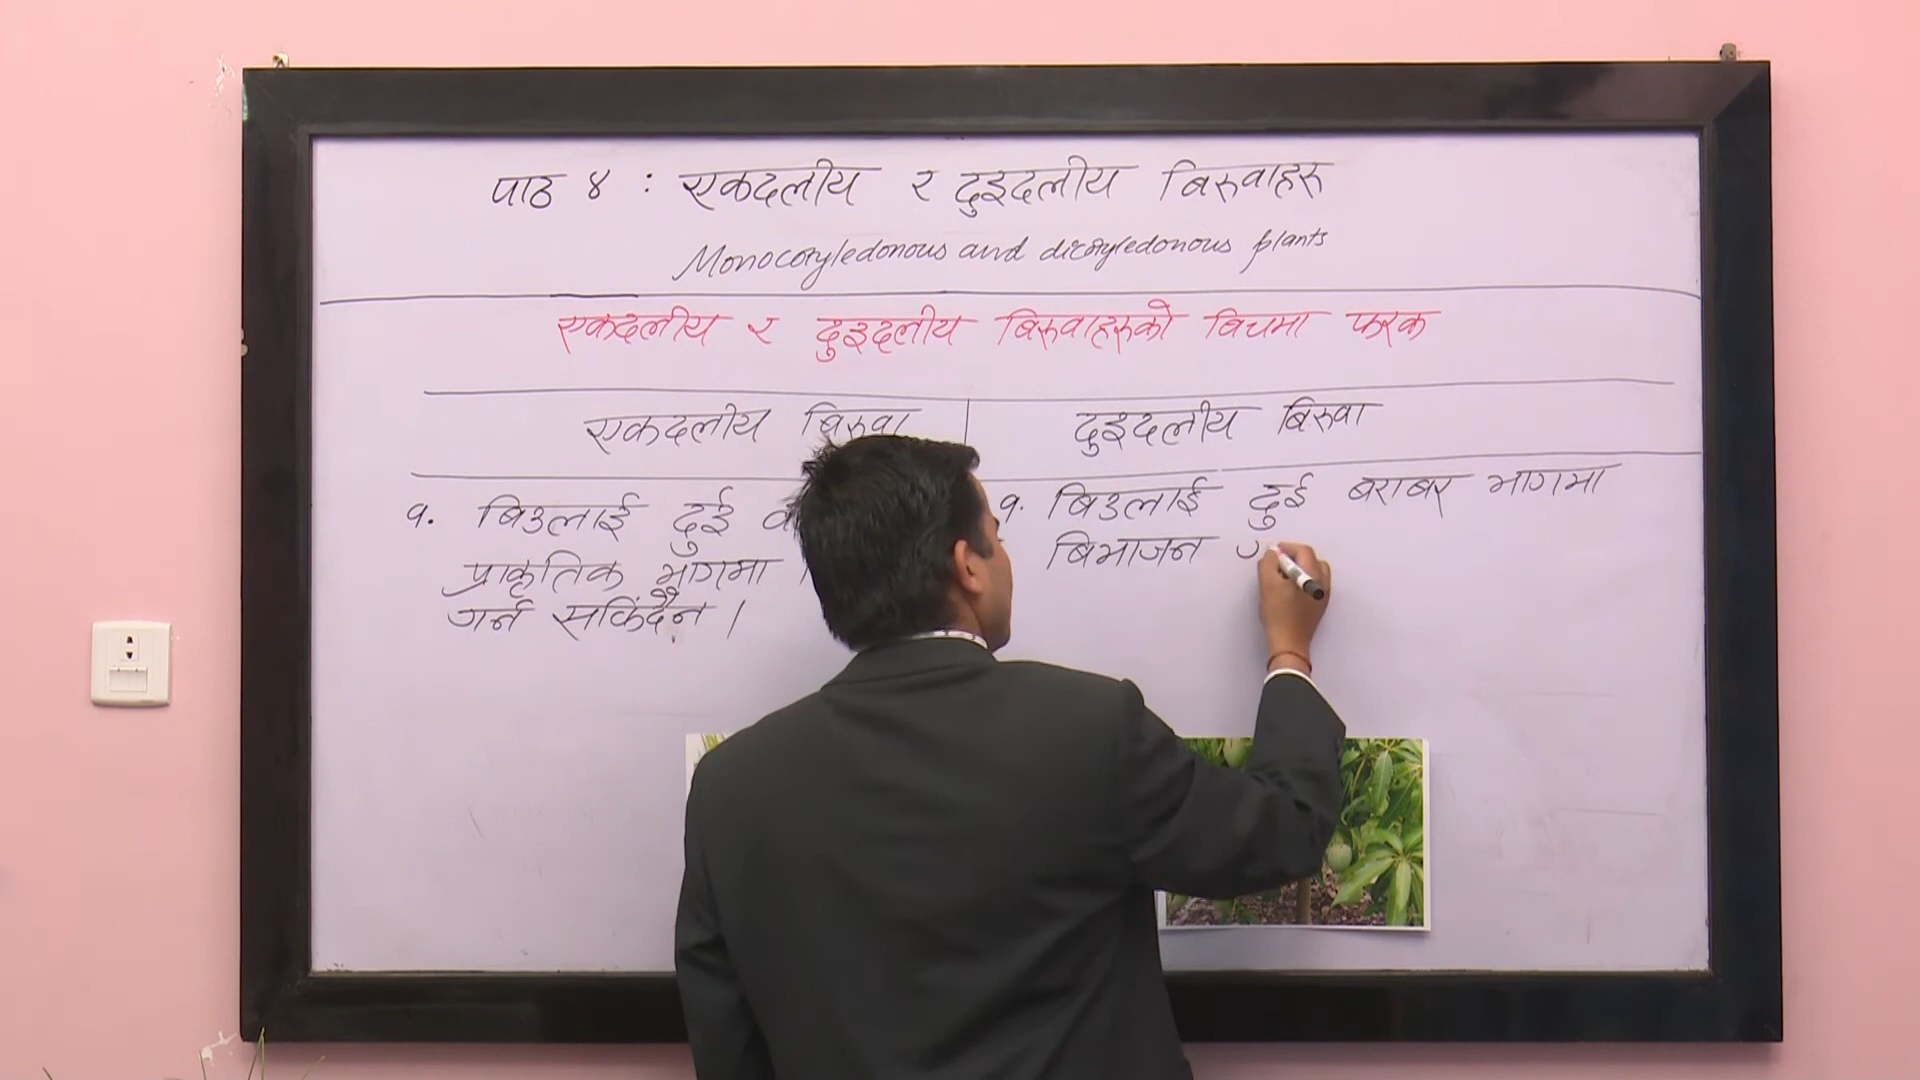 पाठ ४ : एकदलीय र दुइदलीय बिरुवाहरु
Monocotyledonous and dicotyledonous plants
एकदलीय र दुइदलीय बिरुवाहरुको बिचमा फरक
एकदलीय बिरुवा
दुइदलीय बिरुवा
१. बिउलाई दुई
प्राकृतिक भागमा
गर्न सकिंदैन ।
१. बिउलाई दुई बराबर भागमा
बिभाजन